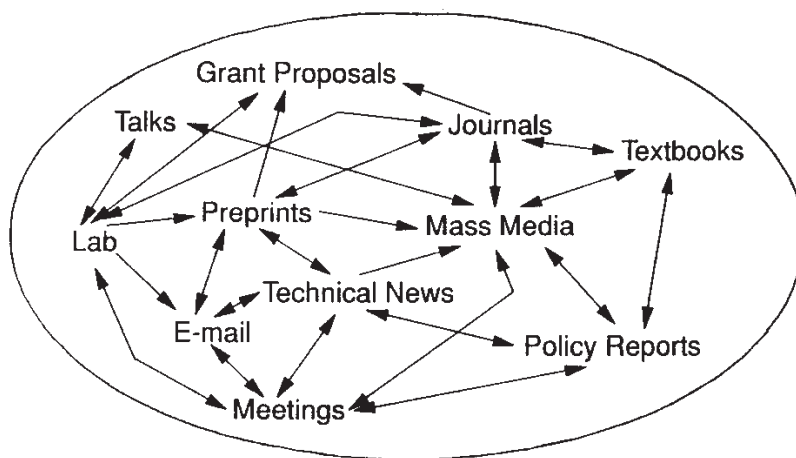 Grant Proposals
Talks
Journals
Textbooks
Preprints
Mass Media
Lab
Technical News
E-mail
Policy Reports
Meetings